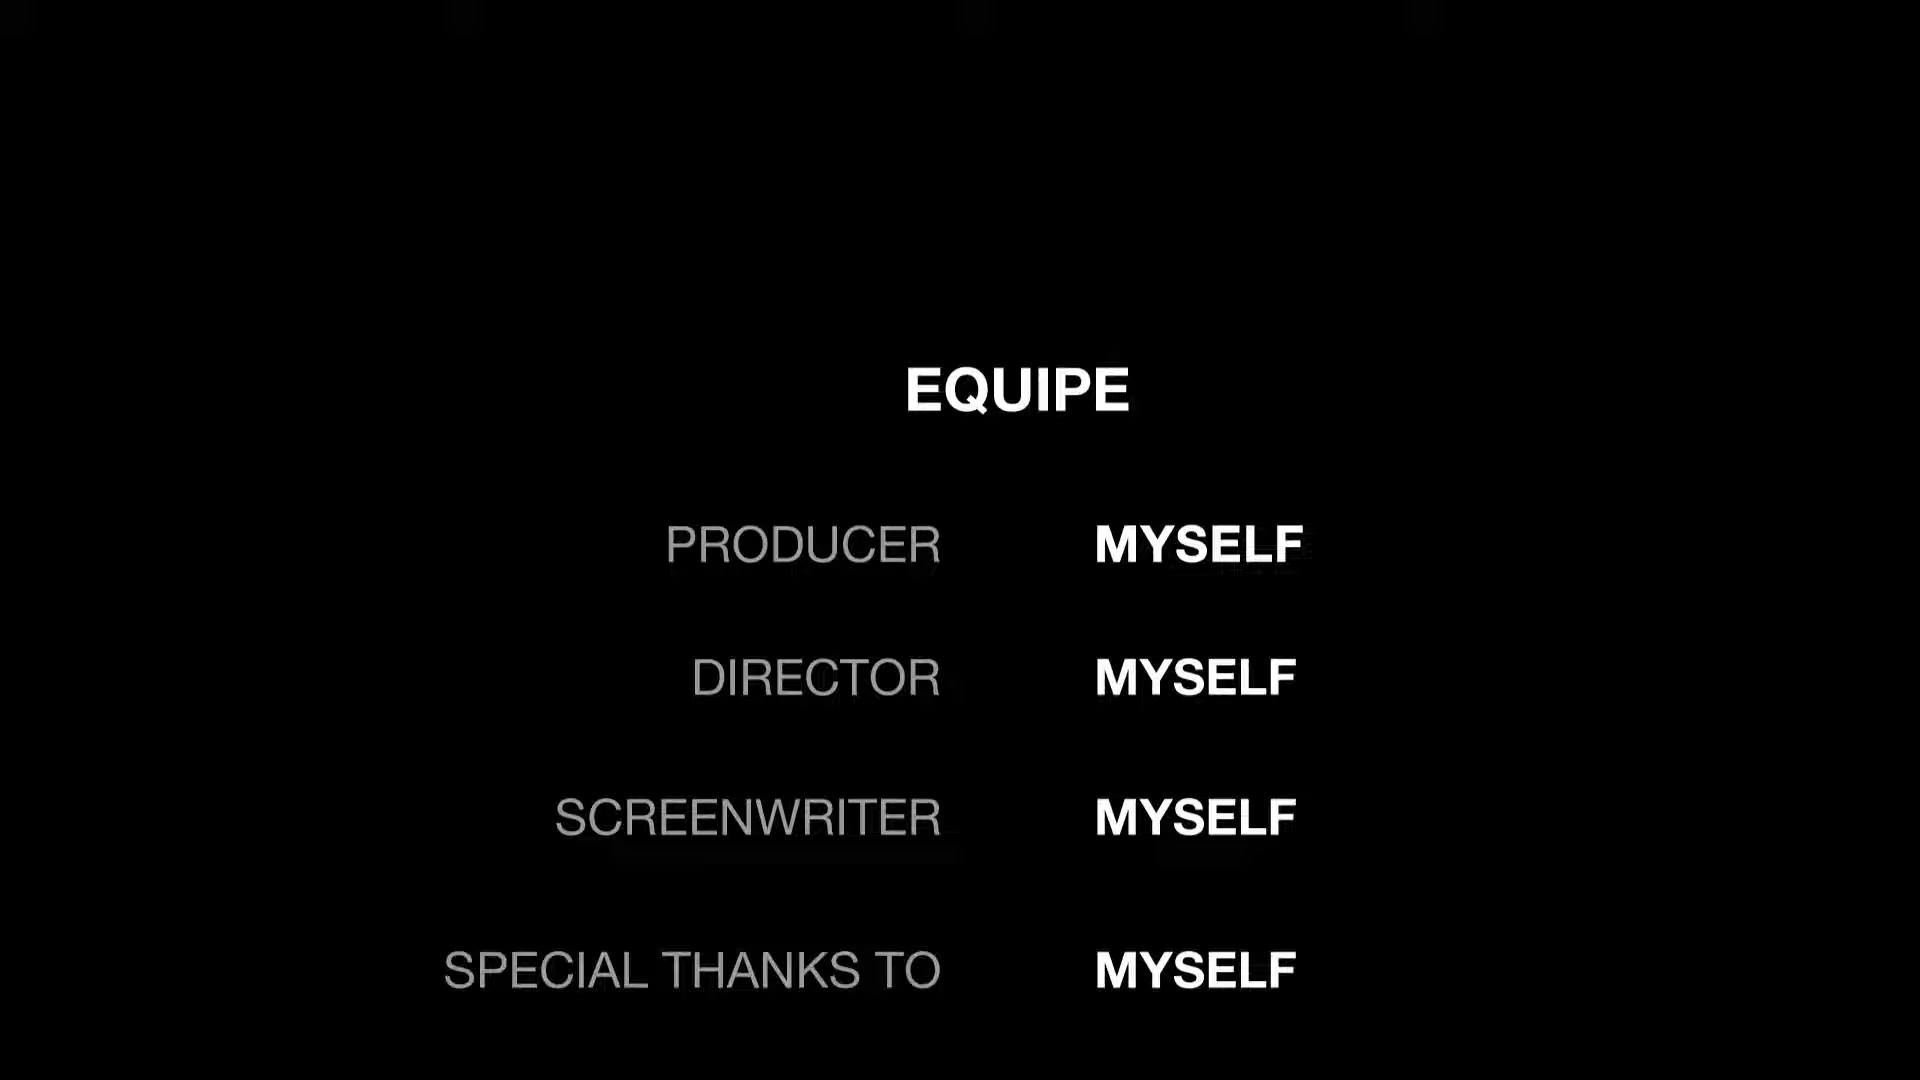 EQUIPE
PRODUCER MYSELF
DIRECTOR MYSELF
SCREENWRITER MYSELF
SPECIAL THANKS TO MYSELF